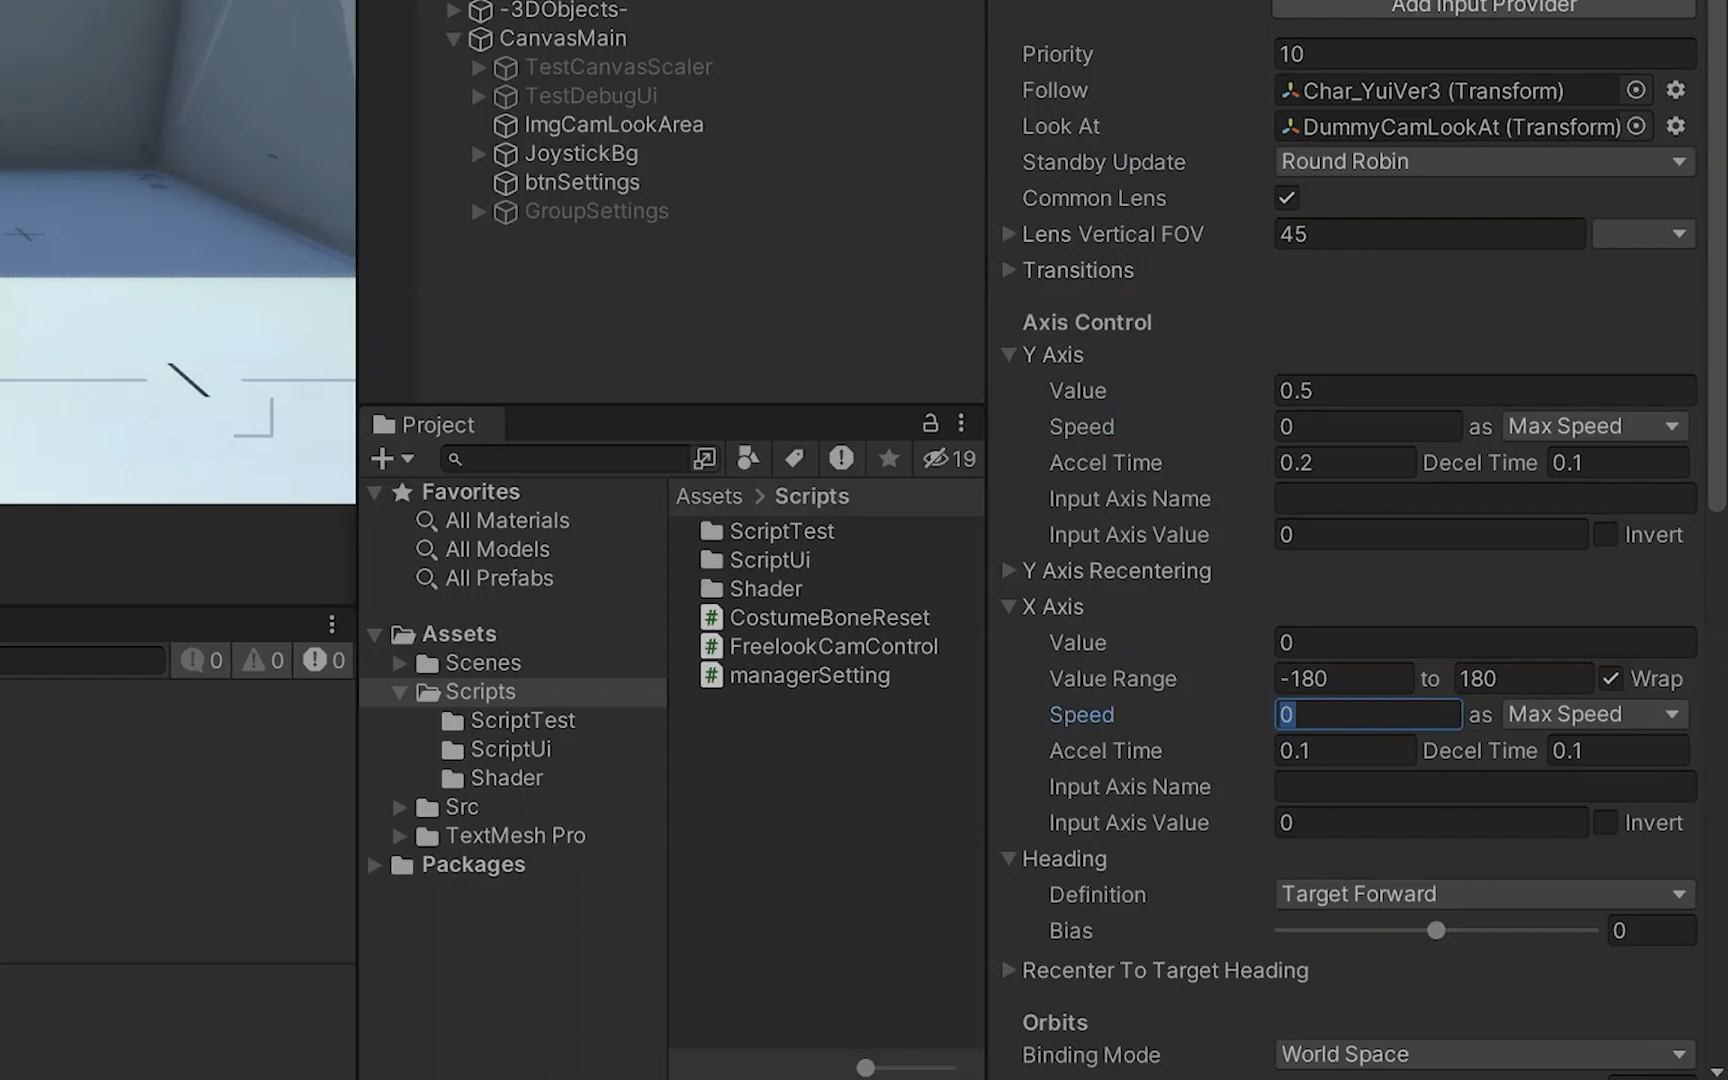 -3DObjects-
CanvasMain
TestCanvasScaler
TestDebugUi
ImgCamLookArea
JoystickBg
btnSettings
GroupSettings
0 0 0
Project
19
Favorites
All Materials
All Models
All Prefabs
Assets
Scenes
Scripts
ScriptTest
ScriptUi
Shader
Src
TextMesh Pro
Packages
Assets > Scripts
ScriptTest
ScriptUi
Shader
# CostumeBoneReset
# FreelookCamControl
# managerSetting
Add Input Provider
Priority 10
Follow Char_YuiVer3 (Transform)
Look At DummyCamLookAt (Transform)
Standby Update Round Robin
Common Lens
Lens Vertical FOV 45
Transitions
Axis Control
Y Axis
Value 0.5
Speed 0 as Max Speed
Accel Time 0.2 Decel Time 0.1
Input Axis Name
Input Axis Value 0 Invert
Y Axis Recentering
X Axis
Value 0
Value Range -180 to 180 Wrap
Speed 0 as Max Speed
Accel Time 0.1 Decel Time 0.1
Input Axis Name
Input Axis Value 0 Invert
Heading
Definition Target Forward
Bias 0
Recenter To Target Heading
Orbits
Binding Mode World Space